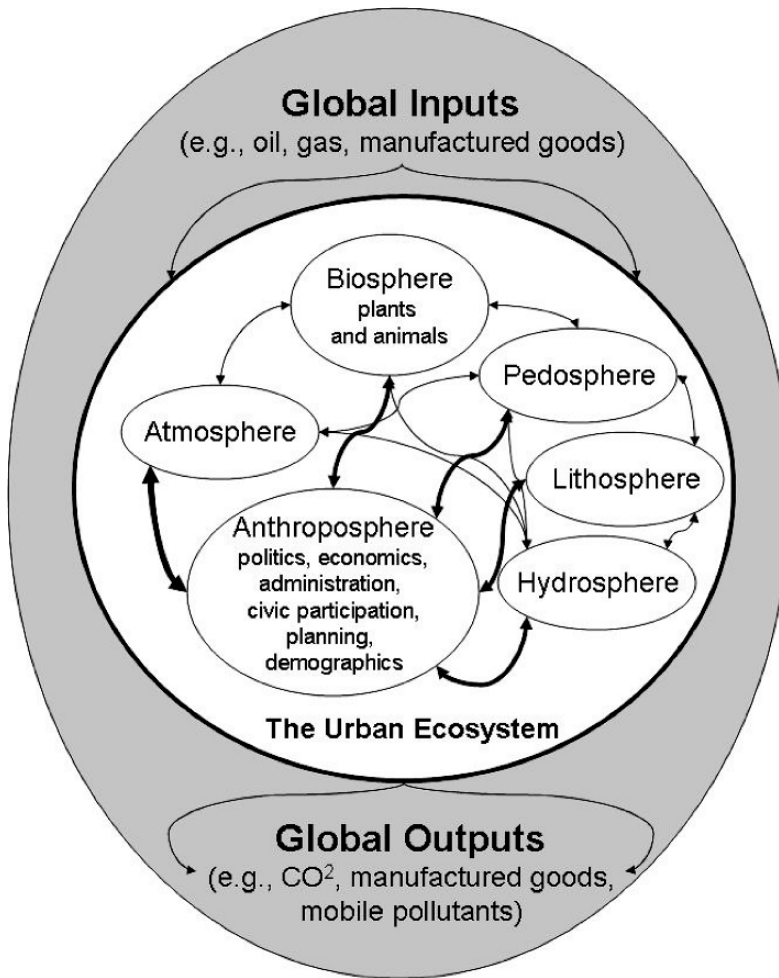 Global Inputs
(e.g., oil, gas, manufactured goods)
Biosphere
plants
and animals
Pedosphere
Atmosphere
Lithosphere
Anthroposphere
politics, economics,
administration,
civic participation,
planning,
demographics
Hydrosphere
The Urban Ecosystem
Global Outputs
(e.g., CO², manufactured goods,
mobile pollutants)